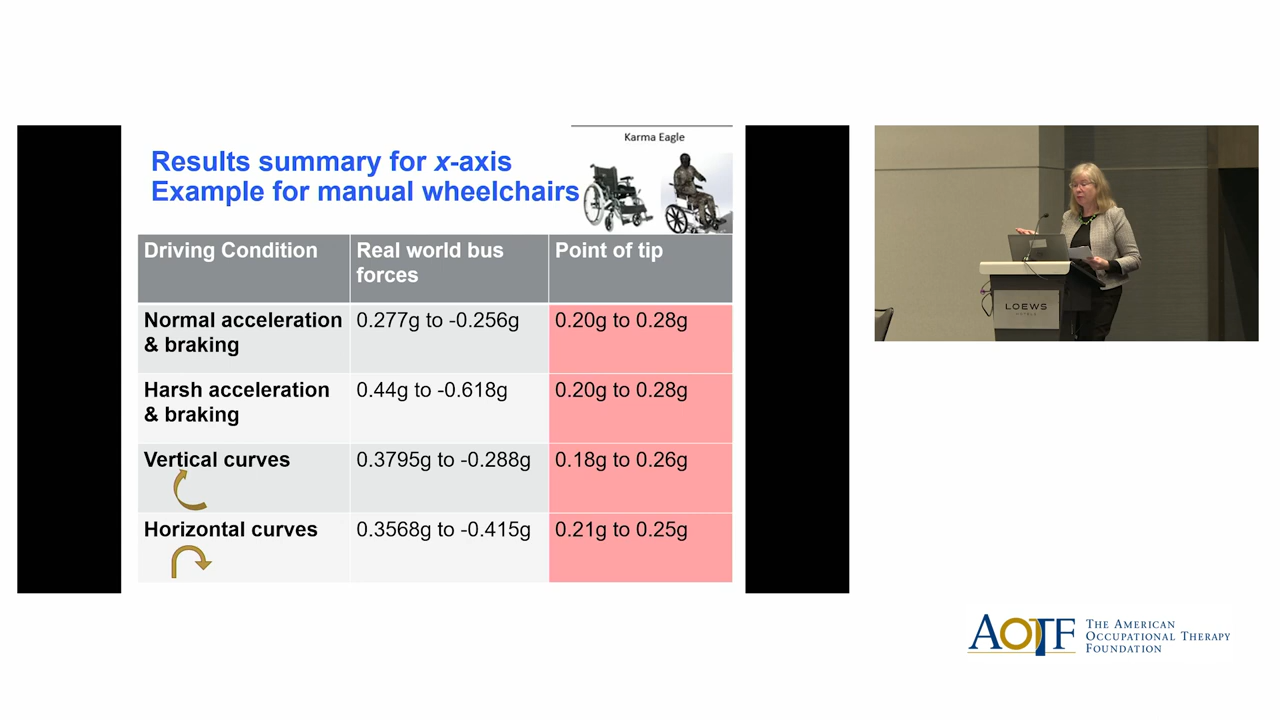 Karma Eagle
Results summary for x-axis
Example for manual wheelchairs
Driving Condition
Real world bus
forces
Point of tip
Normal acceleration
& braking
0.277g to -0.256g
0.20g to 0.28g
Harsh acceleration
& braking
0.44g to -0.618g
0.20g to 0.28g
Vertical curves
0.3795g to -0.288g
0.18g to 0.26g
Horizontal curves
0.3568g to -0.415g
0.21g to 0.25g
LOEWS
HOTELS
AOTF
THE AMERICAN
OCCUPATIONAL THERAPY
FOUNDATION